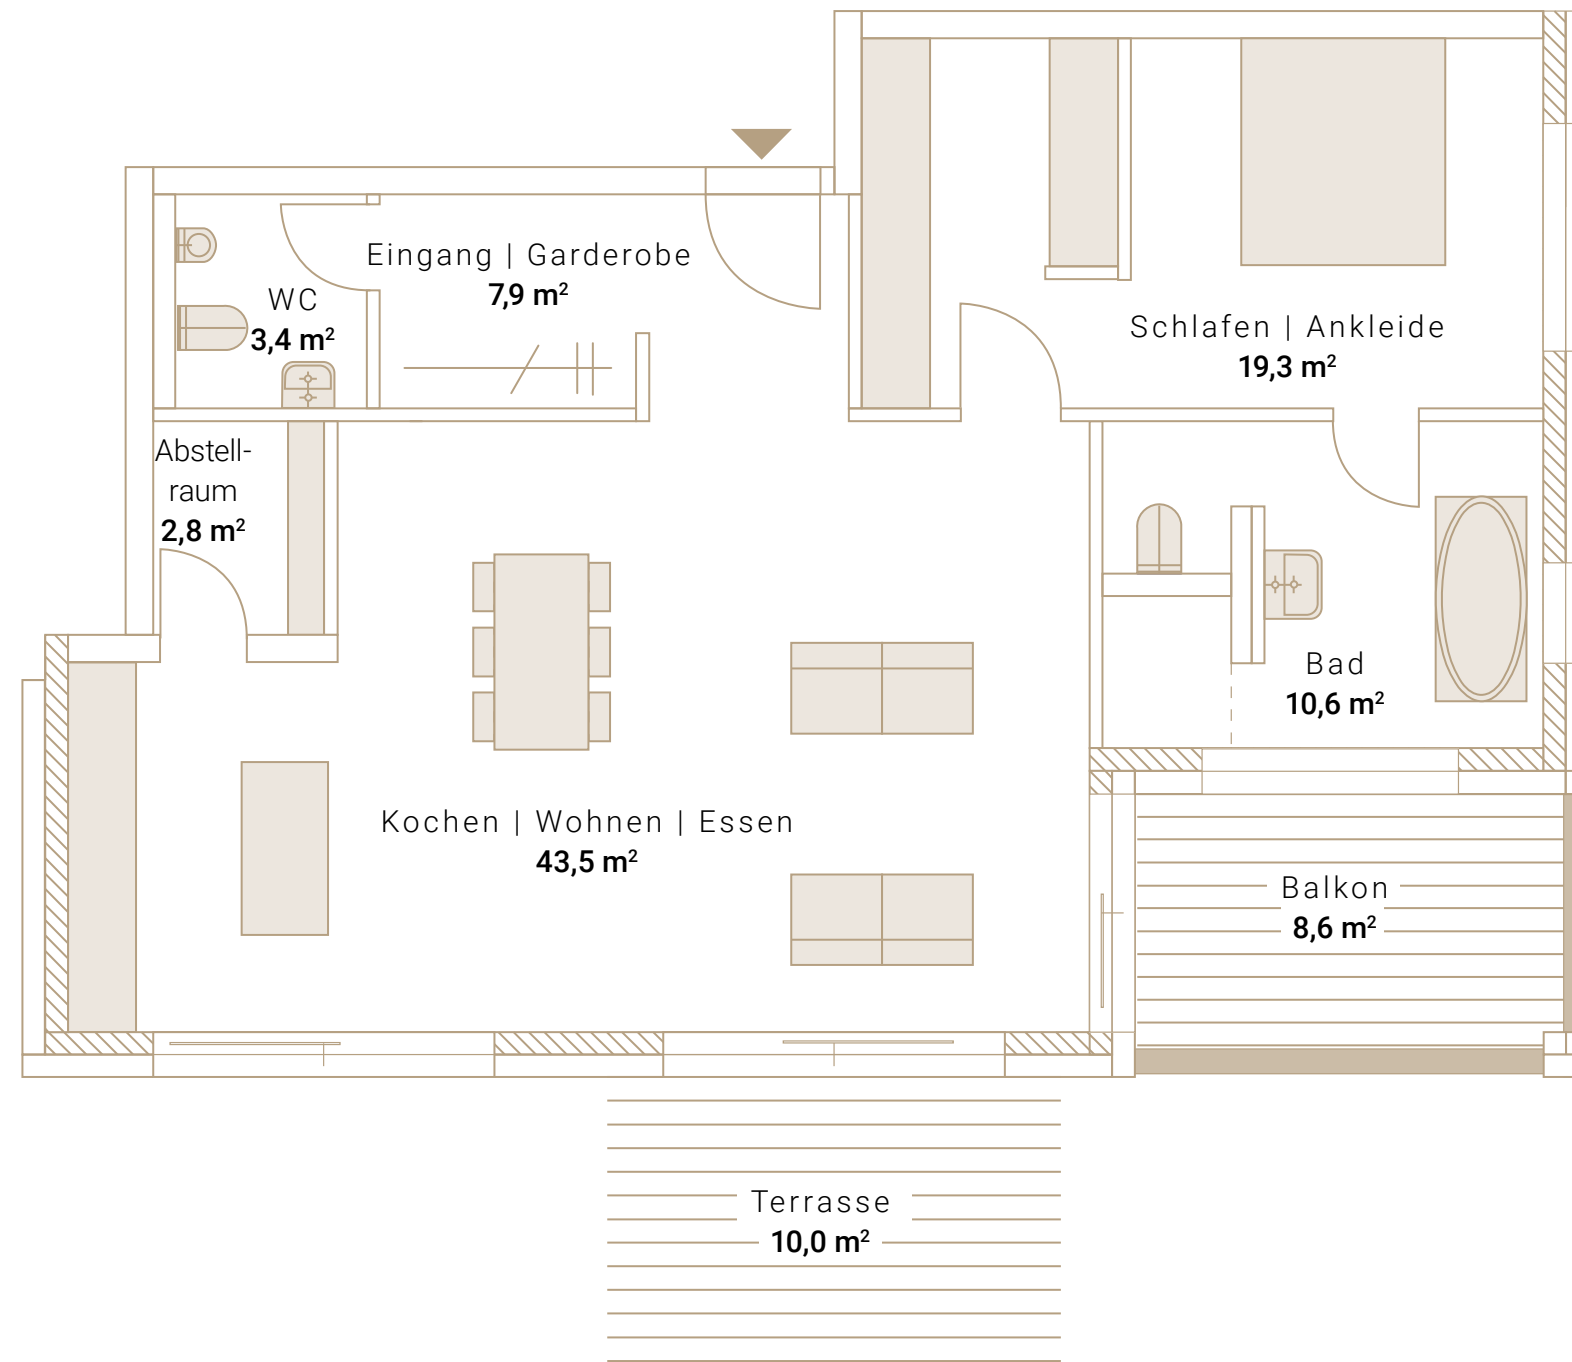 Eingang | Garderobe
7,9 m²
WC
3,4 m²
Schlafen | Ankleide
19,3 m²
Abstell-
raum
2,8 m²
Bad
10,6 m²
Kochen | Wohnen | Essen
43,5 m²
Balkon
8,6 m²
Terrasse
10,0 m²